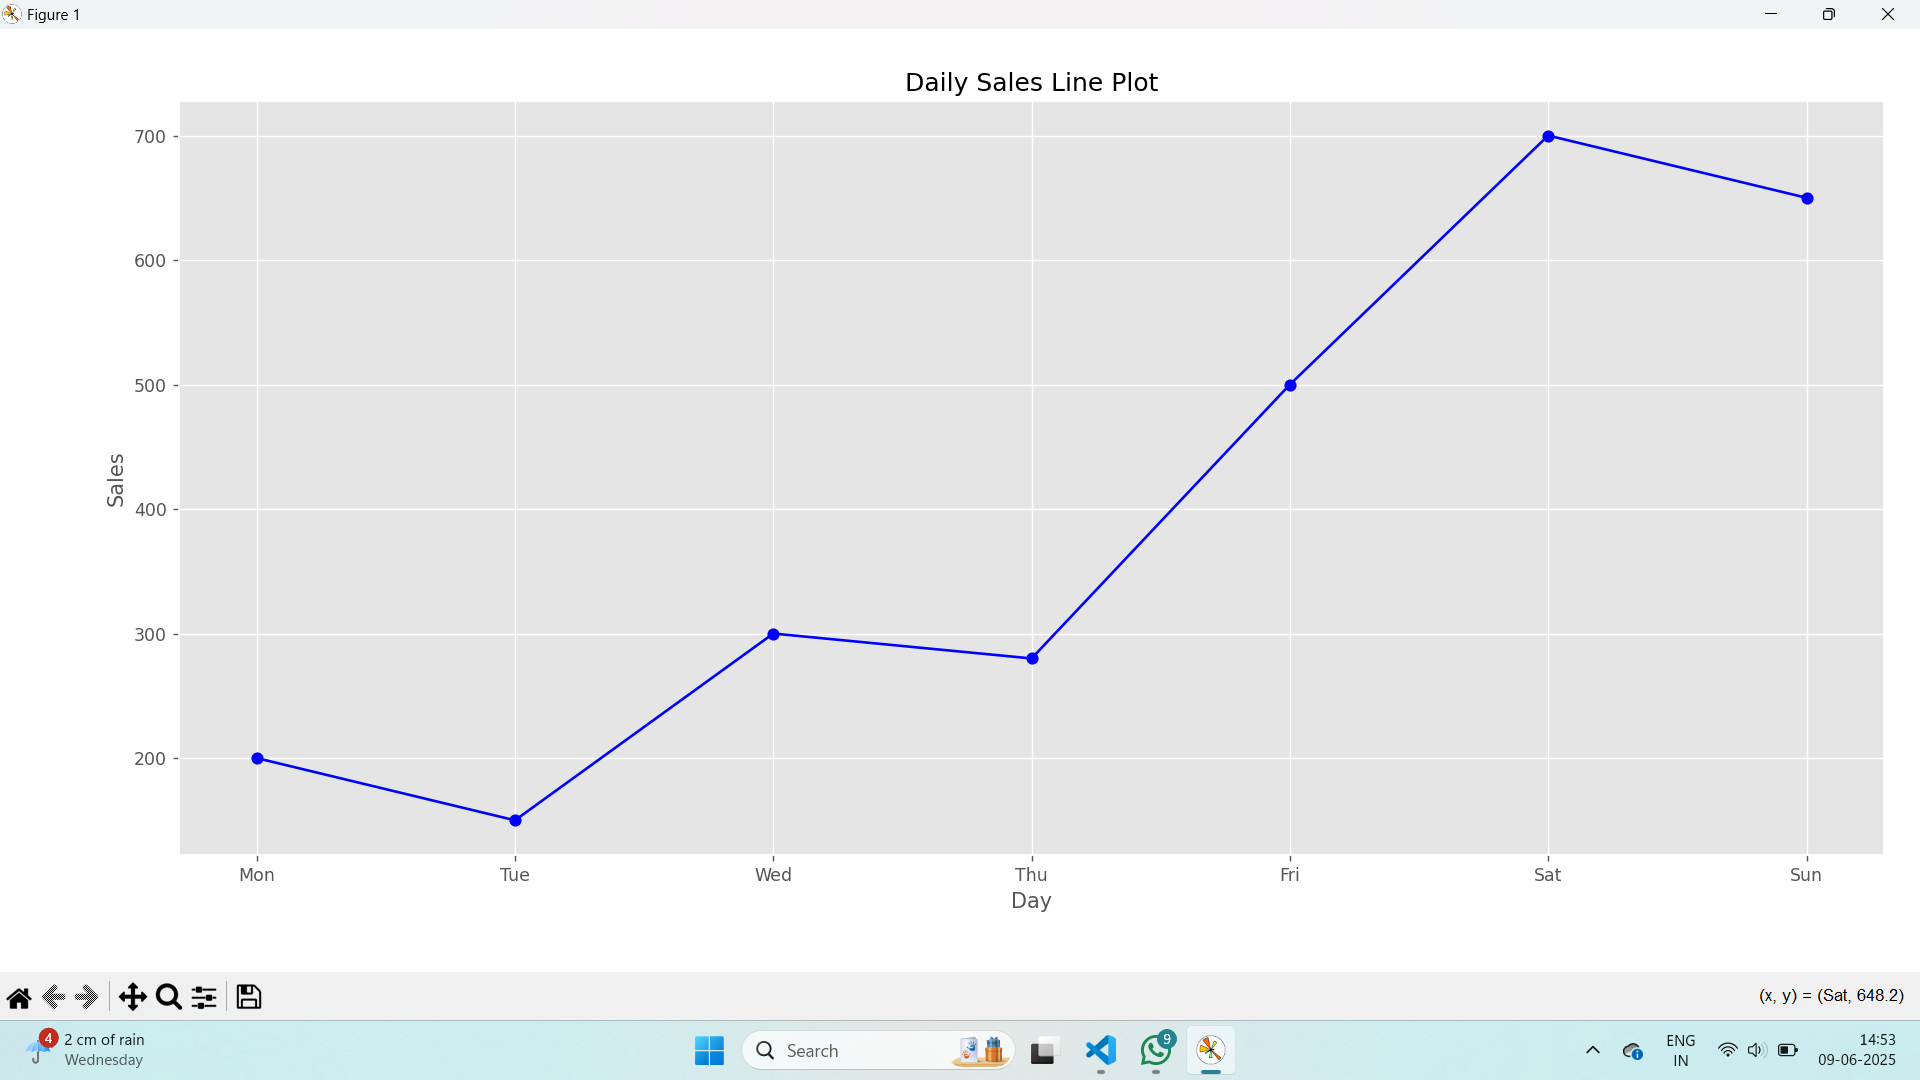 Figure 1
Daily Sales Line Plot
700
600
500
400
300
200
Sales
Mon Tue Wed Thu Fri Sat Sun
Day
(x, y) = (Sat, 648.2)
4
2 cm of rain
Wednesday
Search
9
ENG
IN
14:53
09-06-2025